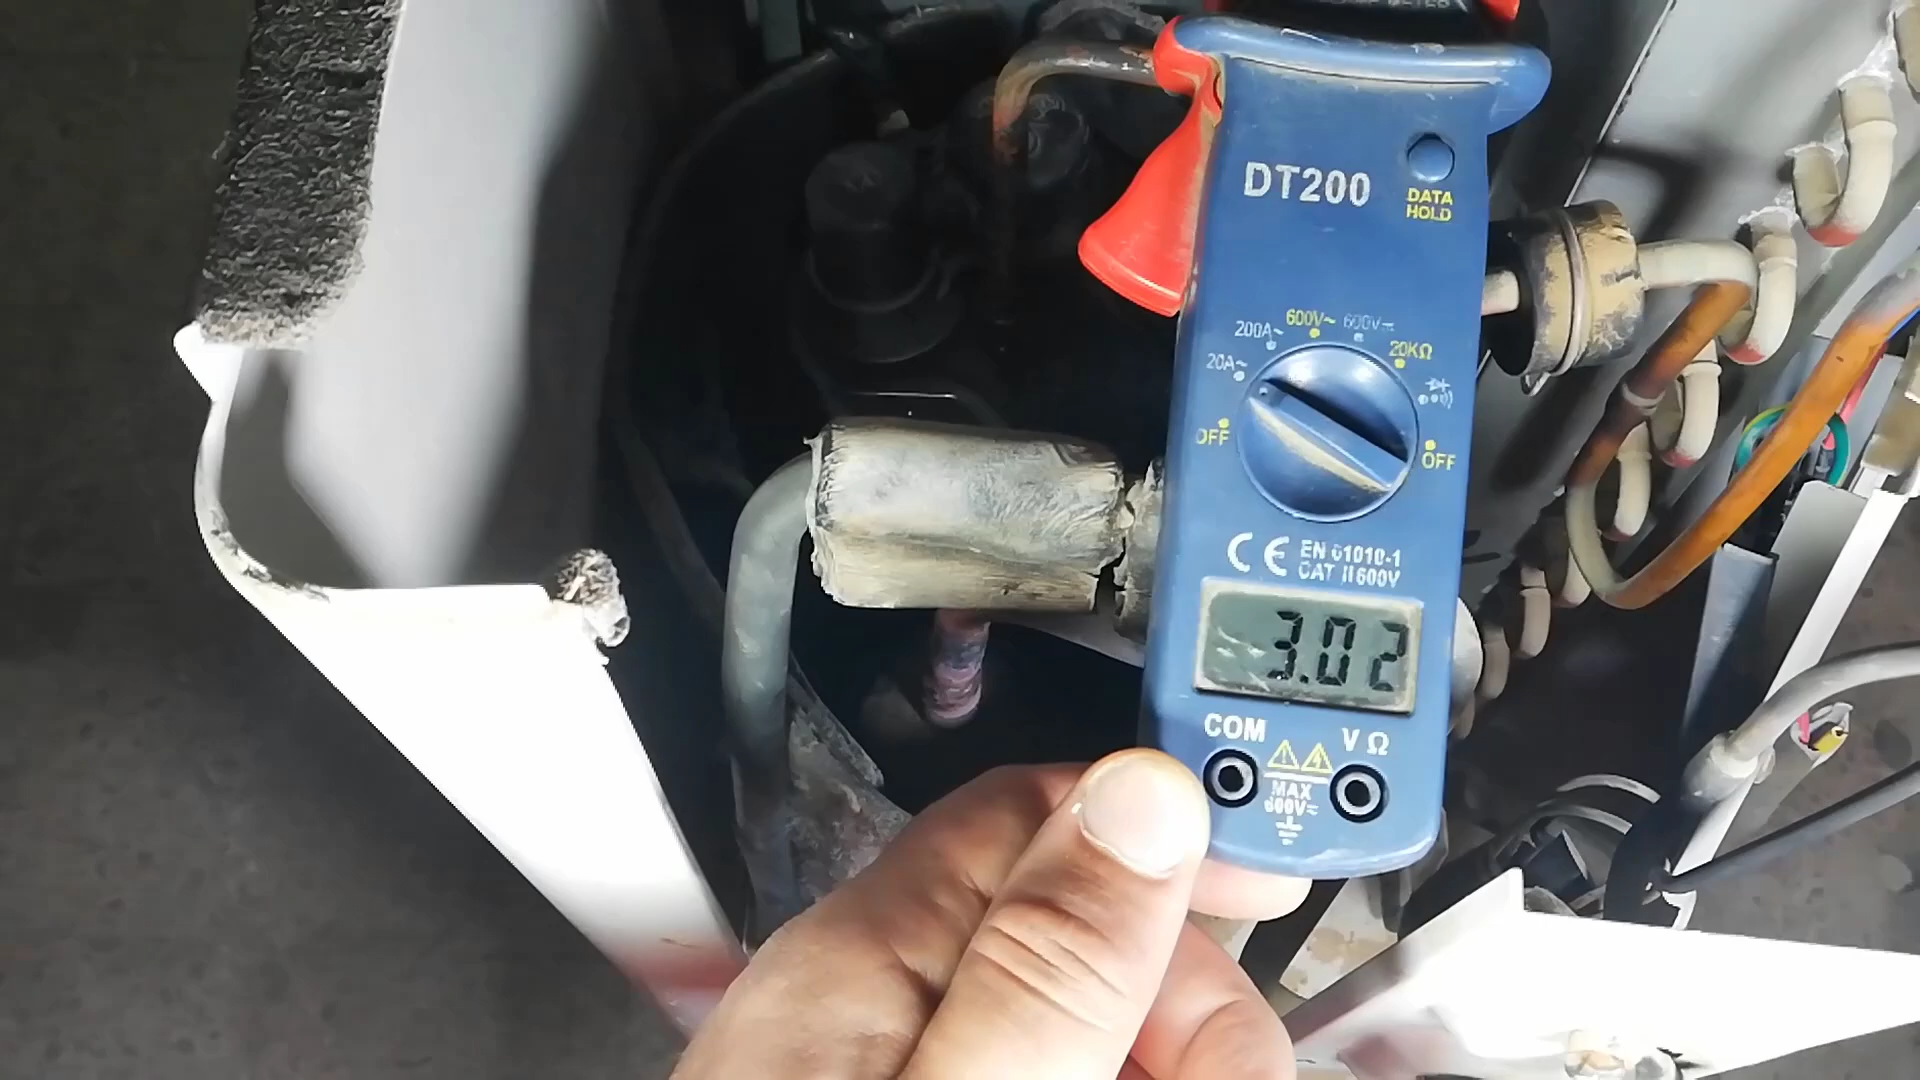 METER
DT200
DATA
HOLD
600V~ 600V⎓
200A~ 20KΩ
20A~
OFF OFF
CE EN 61010-1
CAT II 600V
3.02
COM VΩ
MAX
600V≂